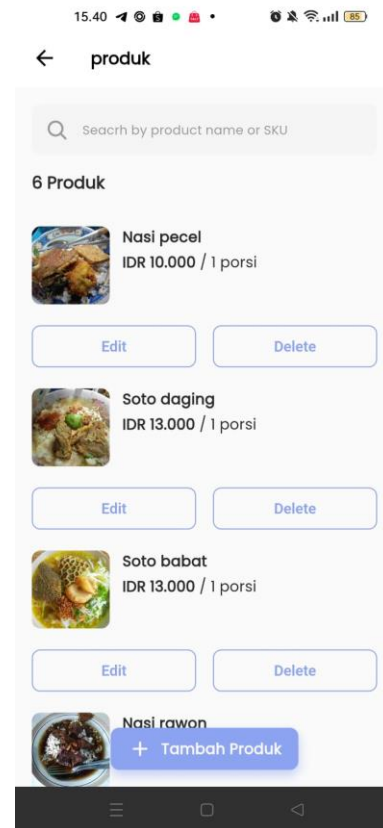 15.40
85
produk
Seacrh by product name or SKU
6 Produk
Nasi pecel
IDR 10.000 / 1 porsi
Edit
Delete
Soto daging
IDR 13.000 / 1 porsi
Edit
Delete
Soto babat
IDR 13.000 / 1 porsi
Edit
Delete
Nasi rawon
+ Tambah Produk